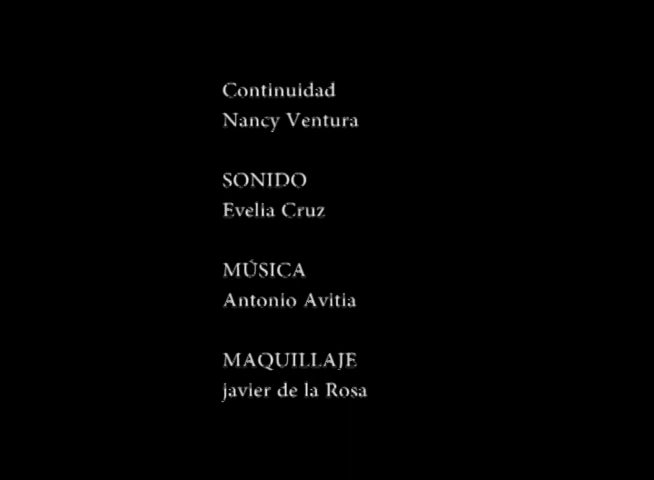 Continuidad
Nancy Ventura
SONIDO
Evelia Cruz
MÚSICA
Antonio Avitia
MAQUILLAJE
javier de la Rosa